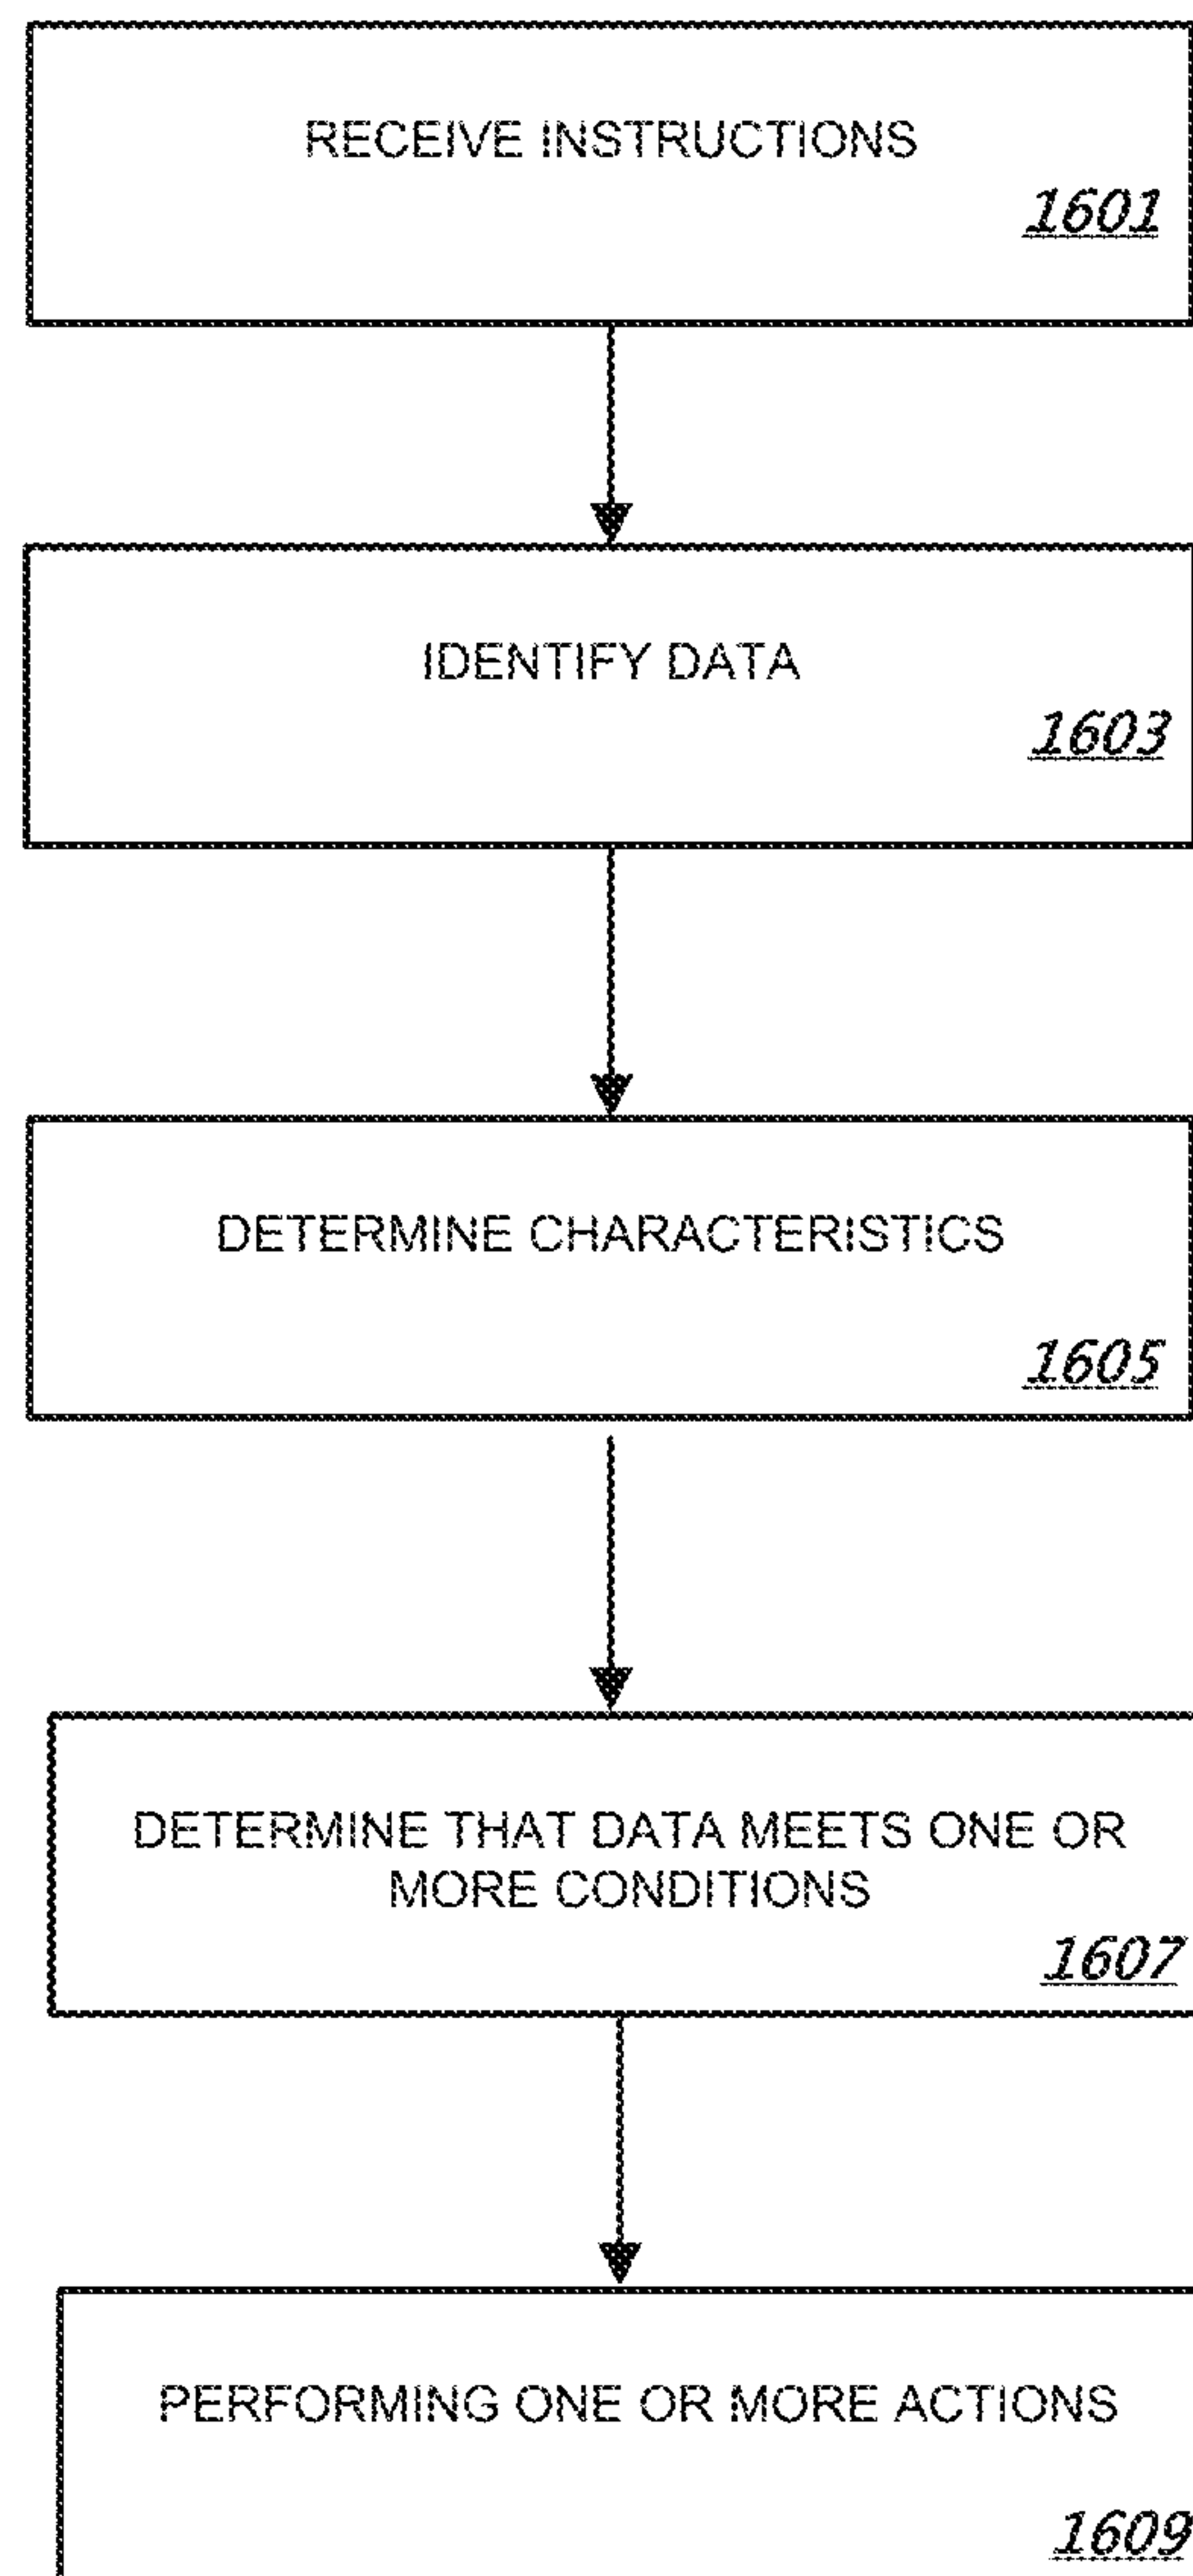 RECEIVE INSTRUCTIONS
1601
IDENTIFY DATA
1603
DETERMINE CHARACTERISTICS
1605
DETERMINE THAT DATA MEETS ONE OR
MORE CONDITIONS
1607
PERFORMING ONE OR MORE ACTIONS
1609